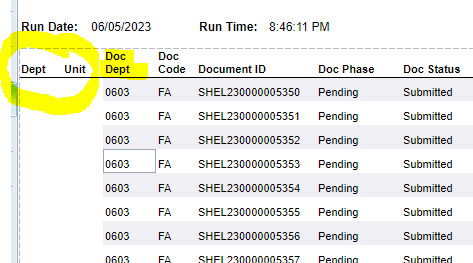 Run Date: 06/05/2023 Run Time: 8:46:11 PM
Dept Unit Doc Dept Doc Code Document ID Doc Phase Doc Status
0603 FA SHEL230000005350 Pending Submitted
0603 FA SHEL230000005351 Pending Submitted
0603 FA SHEL230000005352 Pending Submitted
0603 FA SHEL230000005353 Pending Submitted
0603 FA SHEL230000005354 Pending Submitted
0603 FA SHEL230000005355 Pending Submitted
0603 FA SHEL230000005356 Pending Submitted
0603 FA SHEL230000005357 Pending Submitted